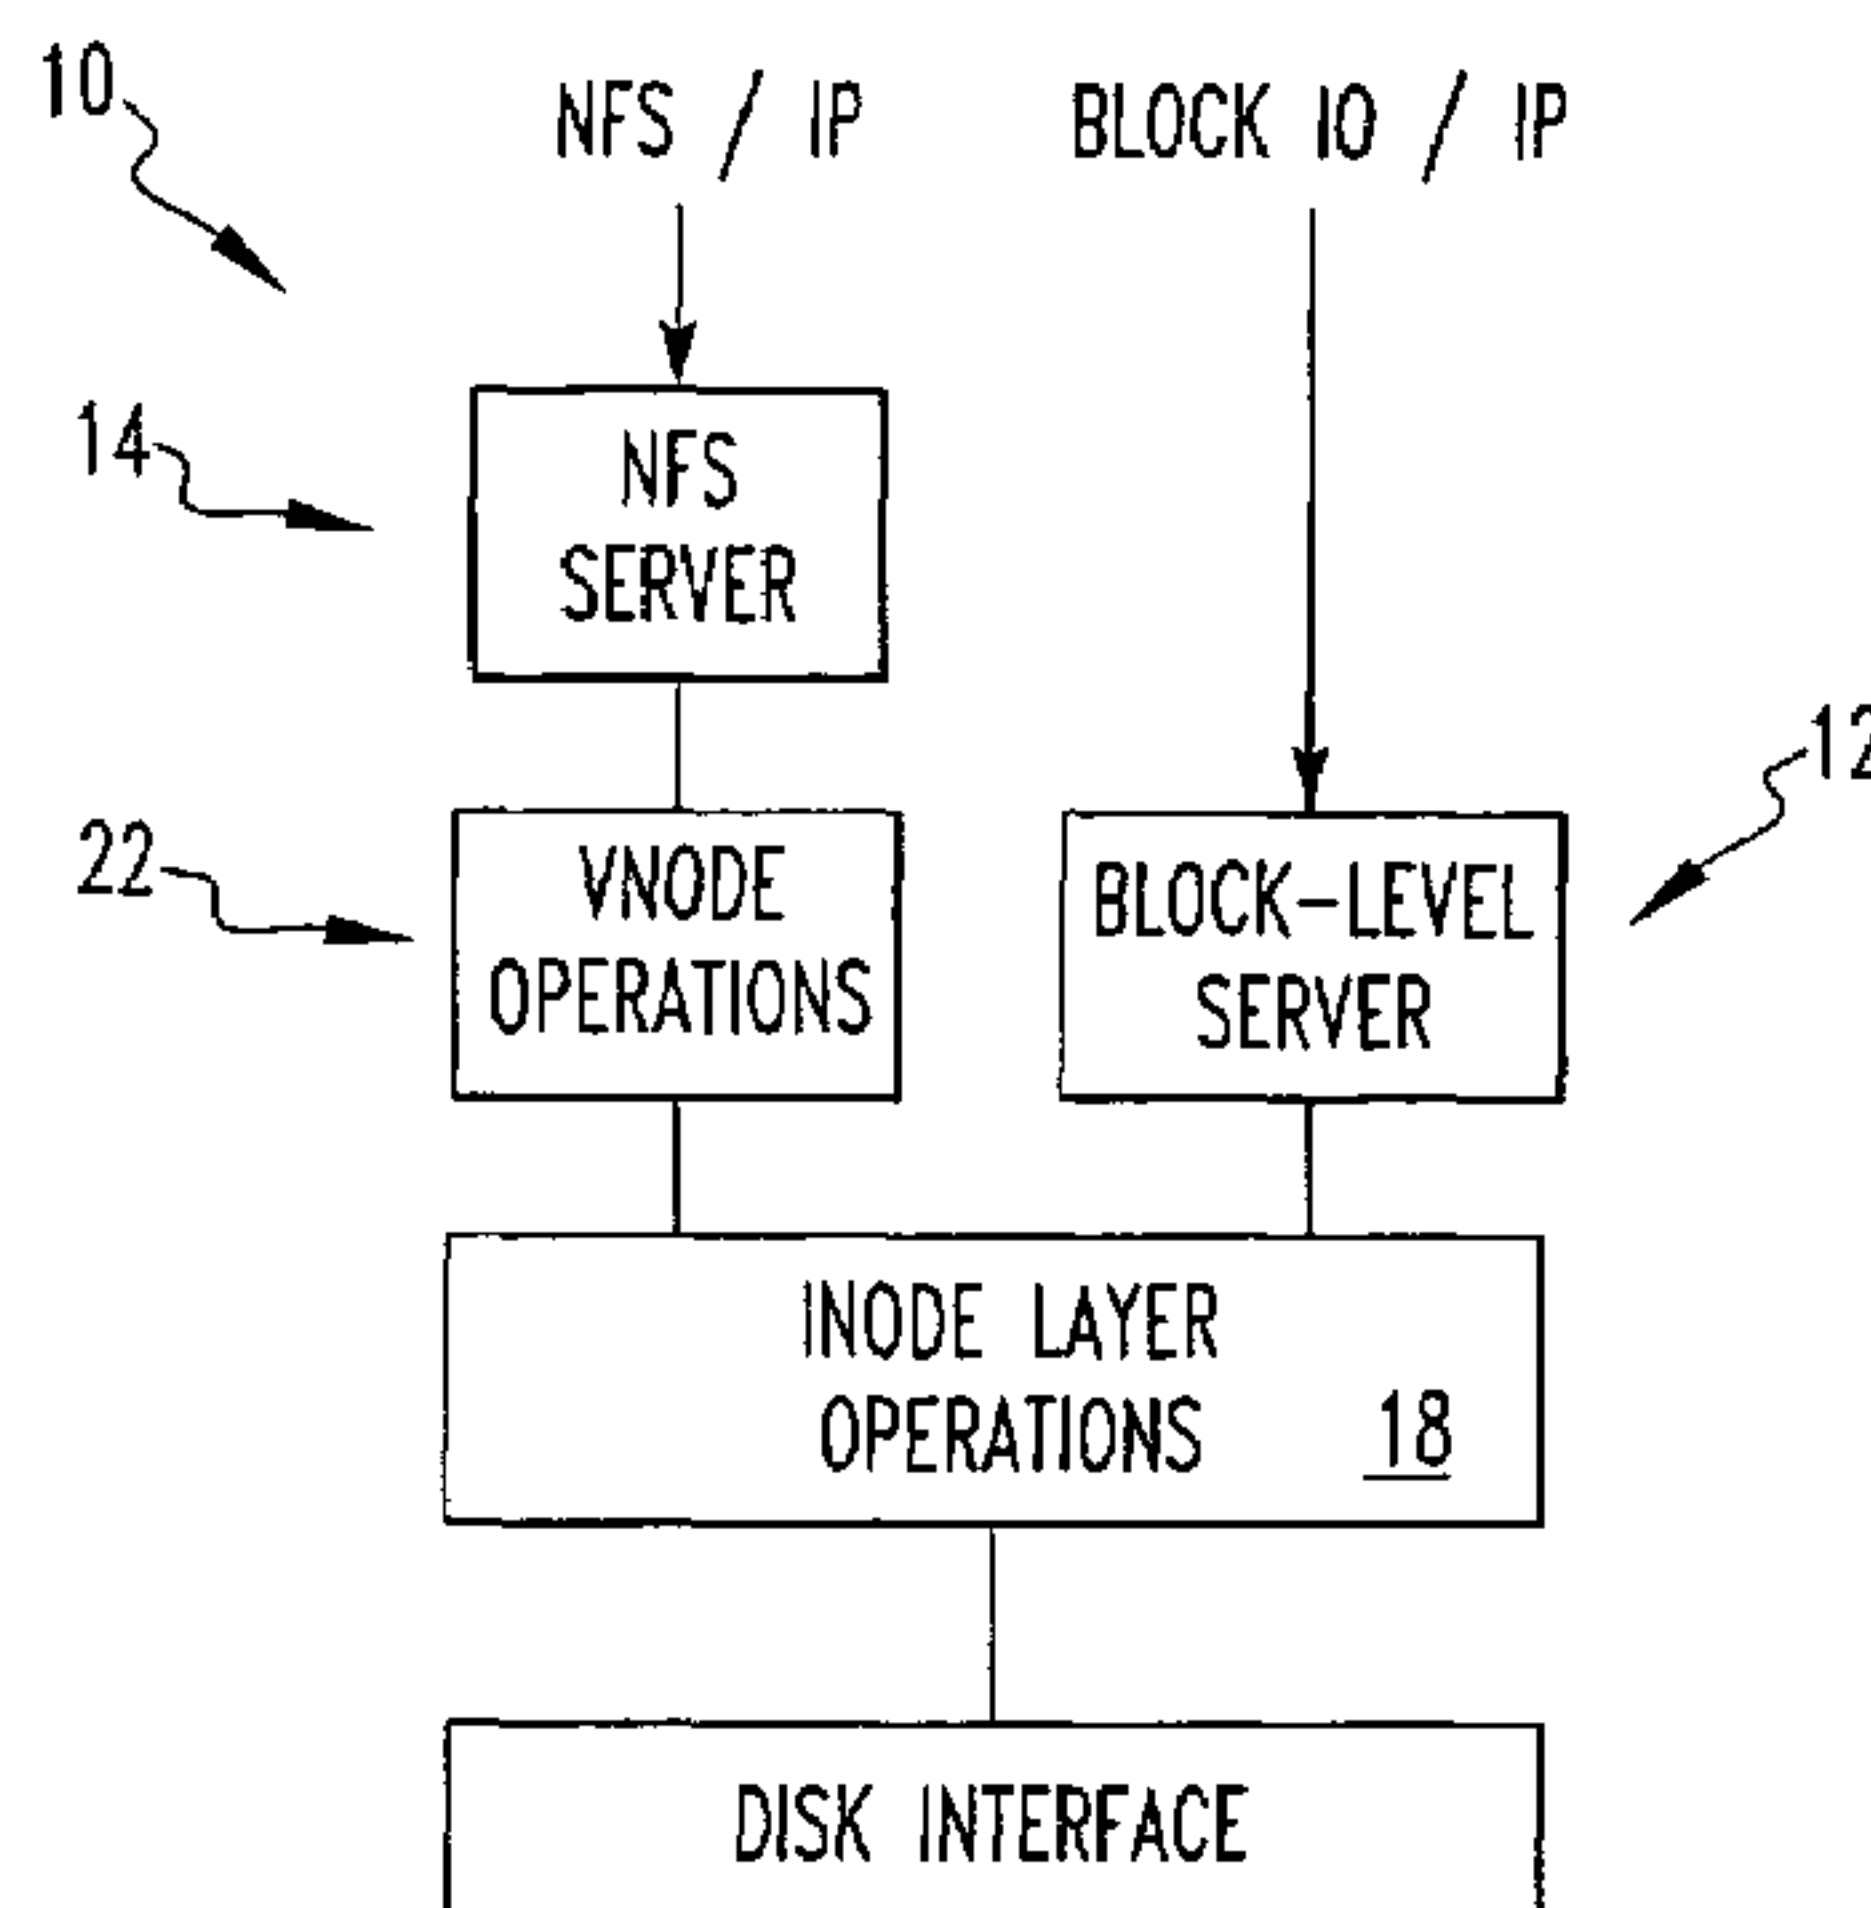 10
NFS / IP
BLOCK IO / IP
14
NFS
SERVER
12
22
VNODE
OPERATIONS
BLOCK-LEVEL
SERVER
INODE LAYER
OPERATIONS
18
DISK INTERFACE